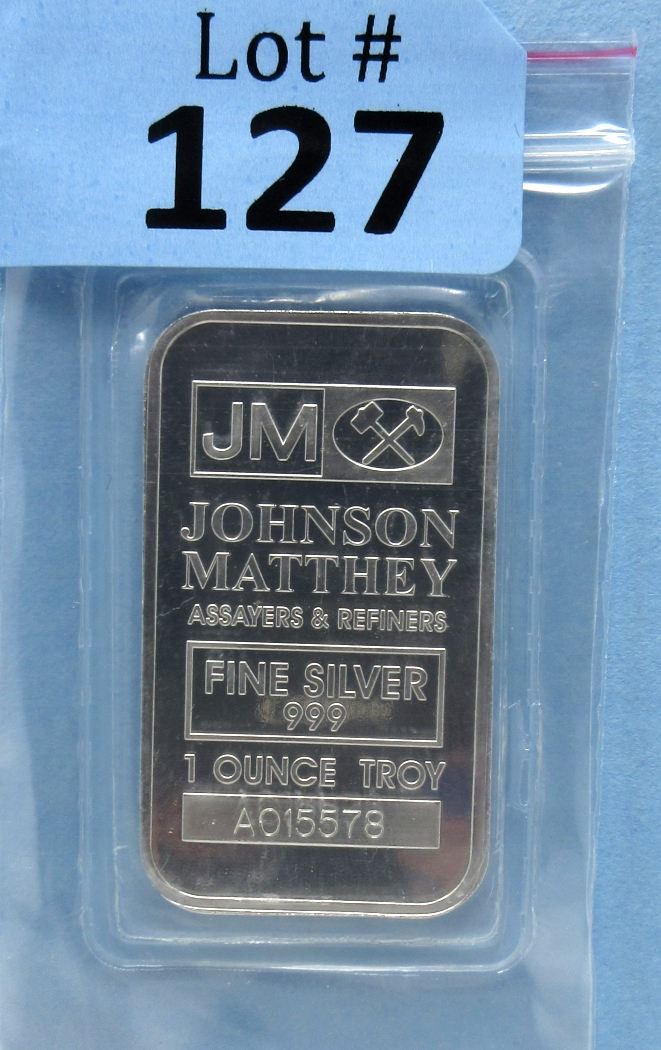 Lot #
127
JM
JOHNSON
MATTHEY
ASSAYERS & REFINERS
FINE SILVER
999
1 OUNCE TROY
A015578